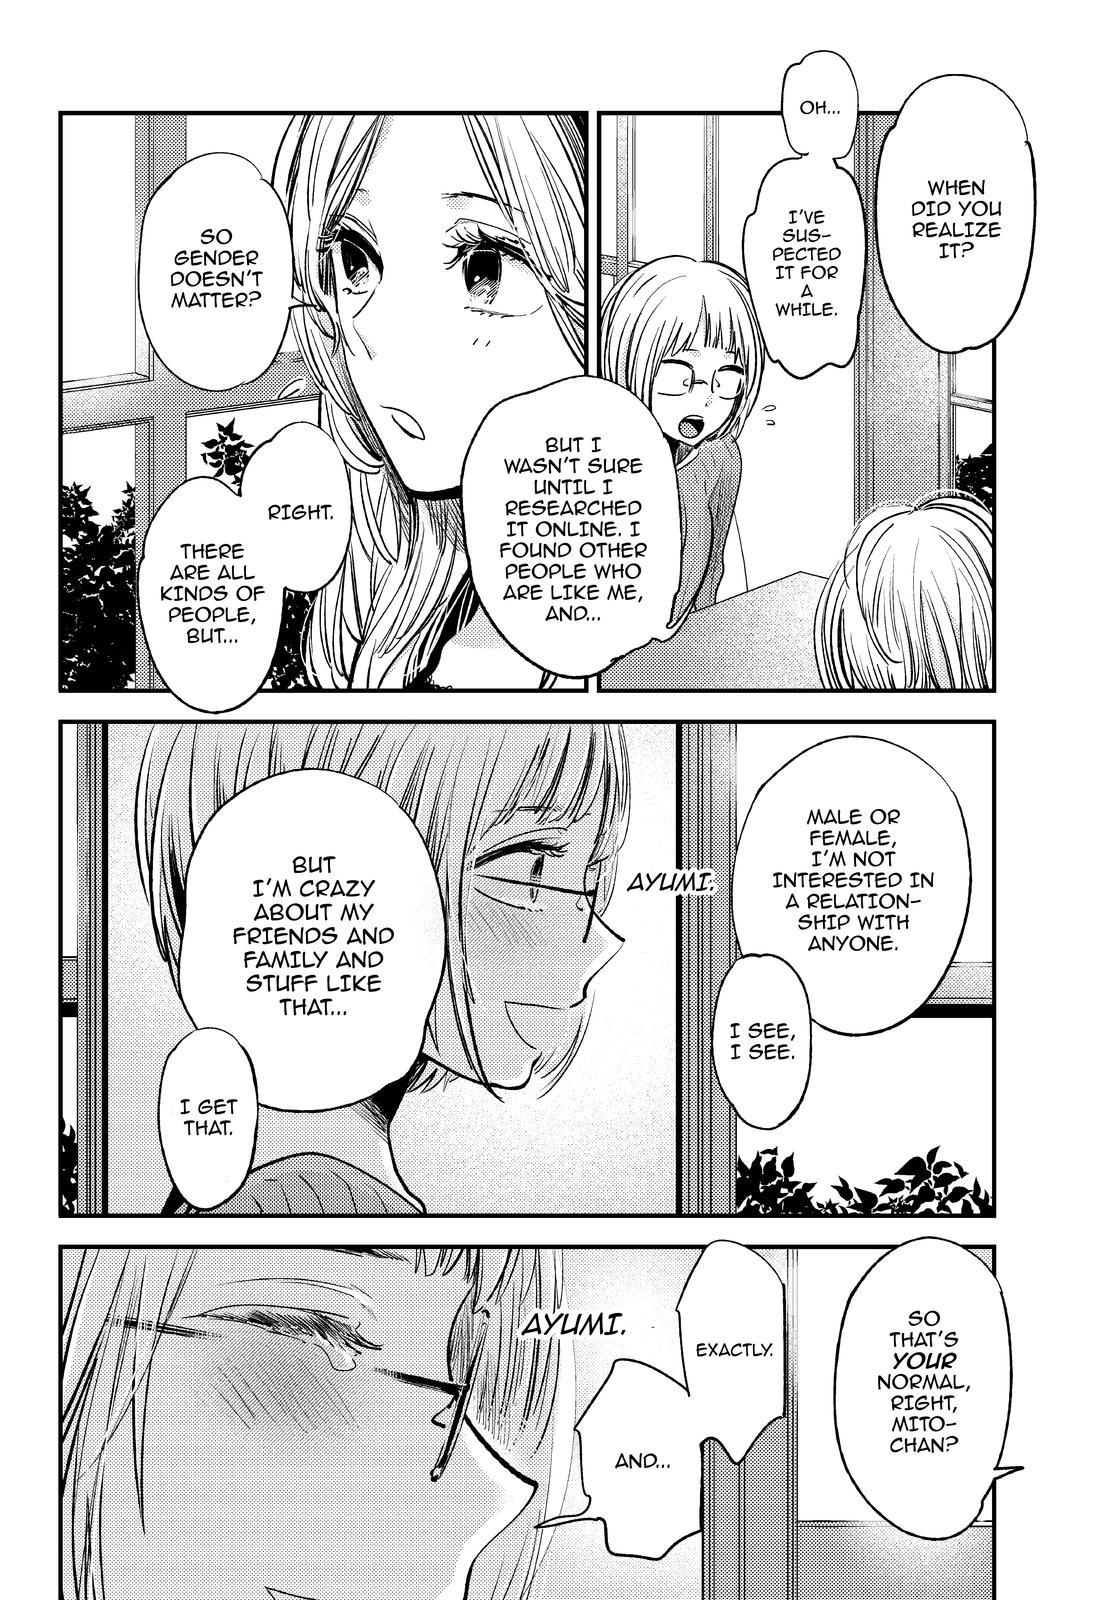 WHEN
DID YOU
REALIZE
IT?
OH...
I'VE
SUS-
PECTED
IT FOR
A
WHILE.
BUT I
WASN'T SURE
UNTIL I
RESEARCHED
IT ONLINE. I
FOUND OTHER
PEOPLE WHO
ARE LIKE ME,
AND...
SO
GENDER
DOESN'T
MATTER?
RIGHT.
THERE
ARE ALL
KINDS OF
PEOPLE,
BUT...
MALE OR
FEMALE,
I'M NOT
INTERESTED IN
A RELATION-
SHIP WITH
ANYONE.
I SEE,
I SEE.
AYUMI.
BUT
I'M CRAZY
ABOUT MY
FRIENDS AND
FAMILY AND
STUFF LIKE
THAT...
I GET
THAT.
SO
THAT'S
YOUR
NORMAL,
RIGHT,
MITO-
CHAN?
EXACTLY.
AND...
AYUMI.